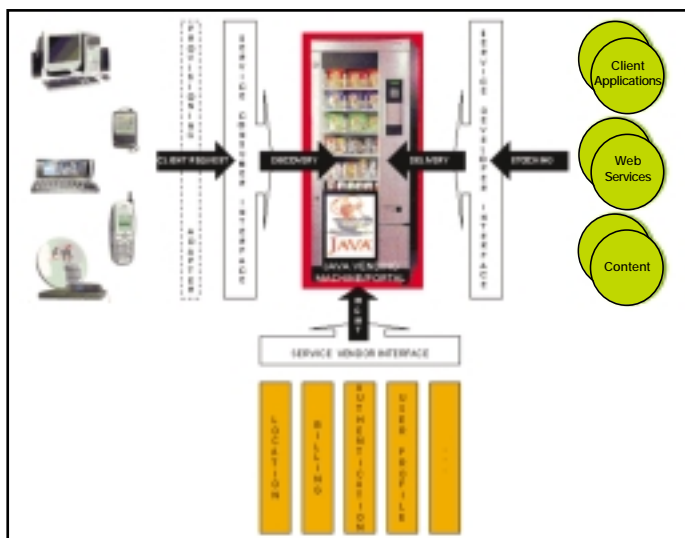 PROVISIONING ADAPTER
CLIENT REQUEST
SERVICE CONSUMER INTERFACE
DISCOVERY
JAVA
JAVA VENDING
MACHINE/PORTAL
DELIVERY
SERVICE DEVELOPER INTERFACE
STOCKING
Client
Applications
Web
Services
Content
MGMT
SERVICE VENDOR INTERFACE
LOCATION
BILLING
AUTHENTICATION
USER PROFILE
...